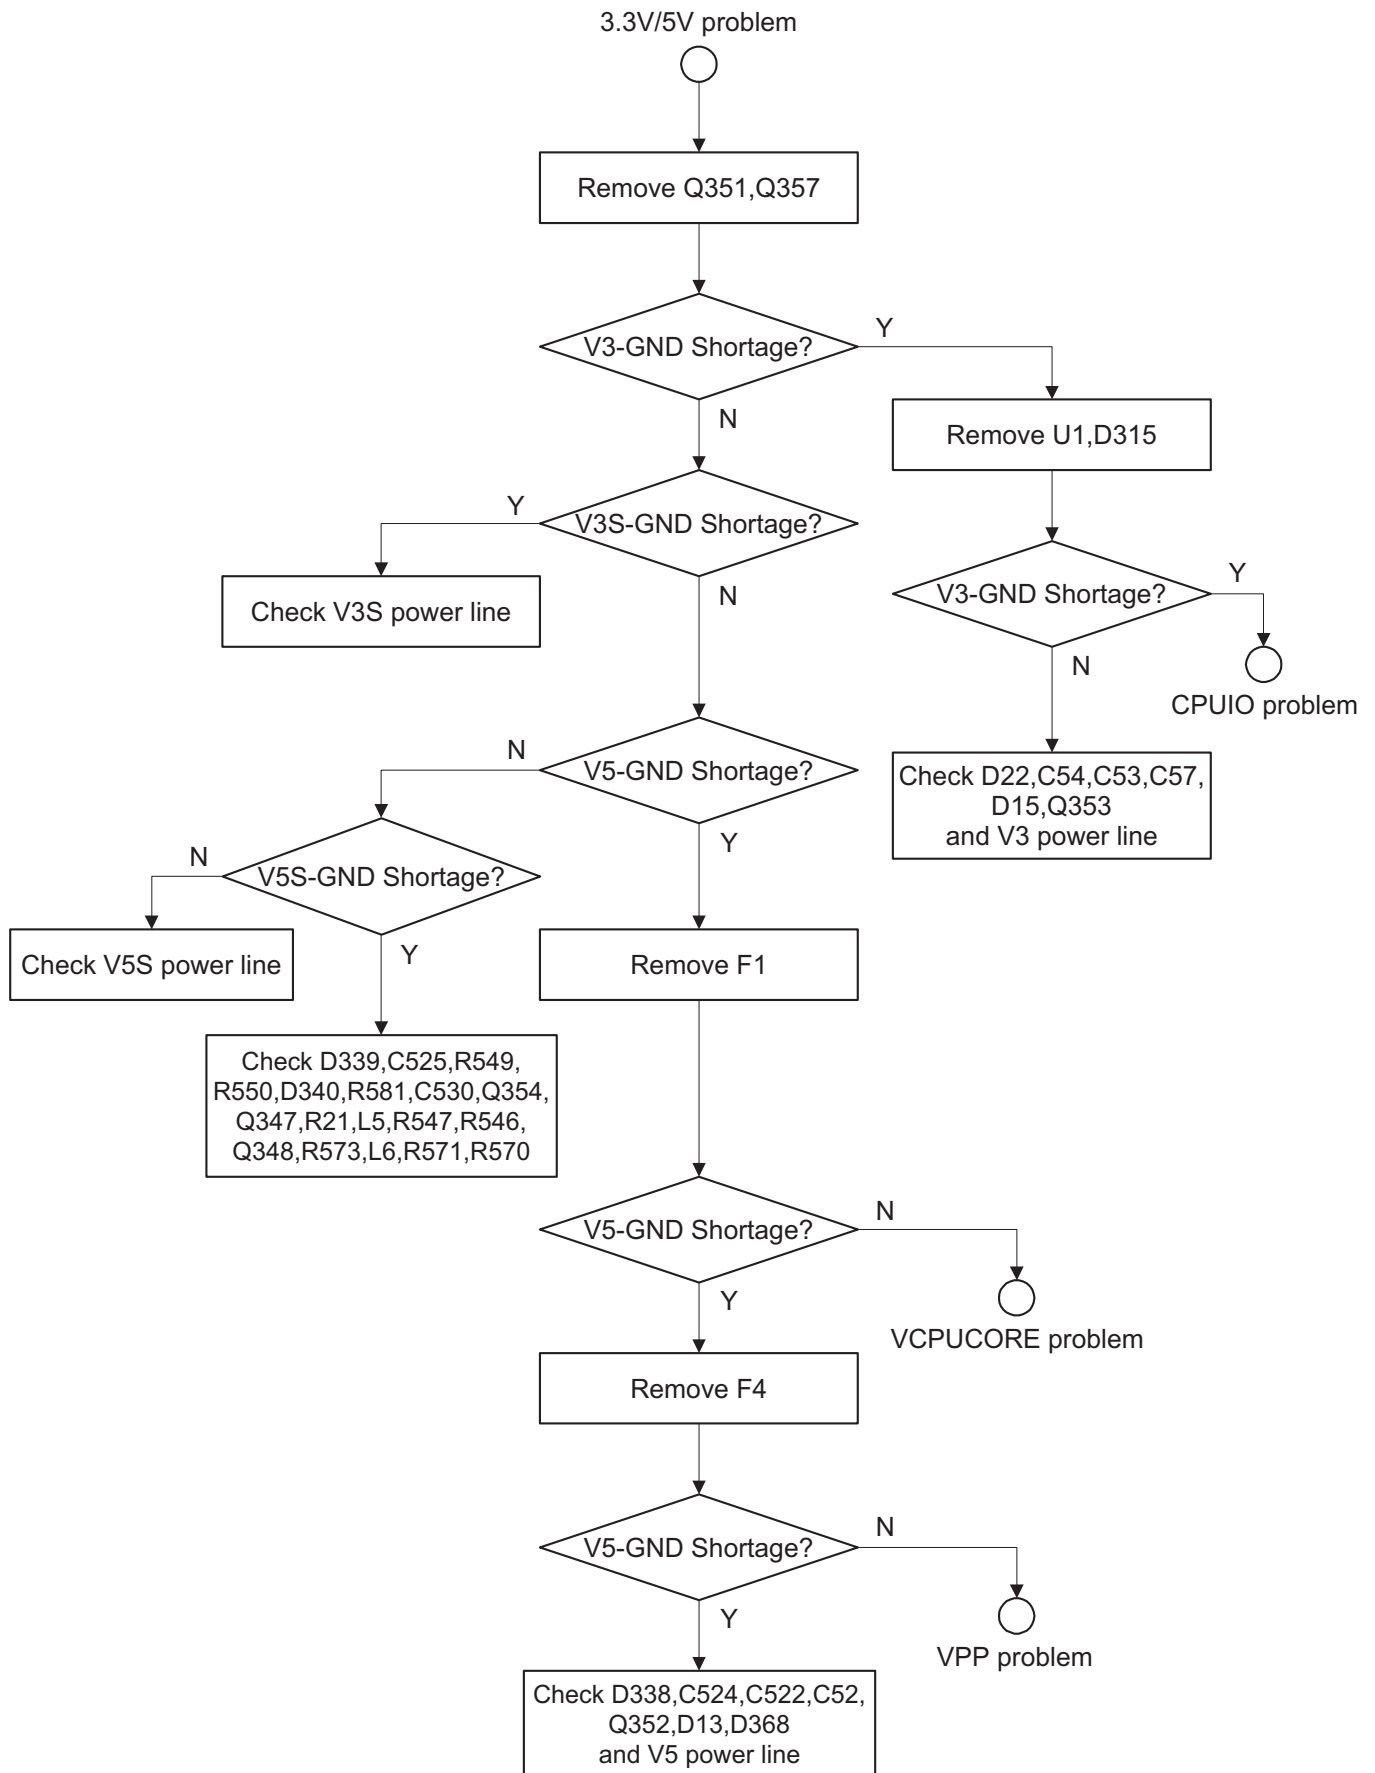 3.3V/5V problem
Remove Q351,Q357
V3-GND Shortage?
Y
N
Remove U1,D315
V3S-GND Shortage?
Y
N
Check V3S power line
V3-GND Shortage?
Y
N
CPUIO problem
Check D22,C54,C53,C57,
D15,Q353
and V3 power line
V5-GND Shortage?
N
Y
V5S-GND Shortage?
N
Y
Check V5S power line
Remove F1
Check D339,C525,R549,
R550,D340,R581,C530,Q354,
Q347,R21,L5,R547,R546,
Q348,R573,L6,R571,R570
V5-GND Shortage?
N
Y
VCPUCORE problem
Remove F4
V5-GND Shortage?
N
Y
VPP problem
Check D338,C524,C522,C52,
Q352,D13,D368
and V5 power line